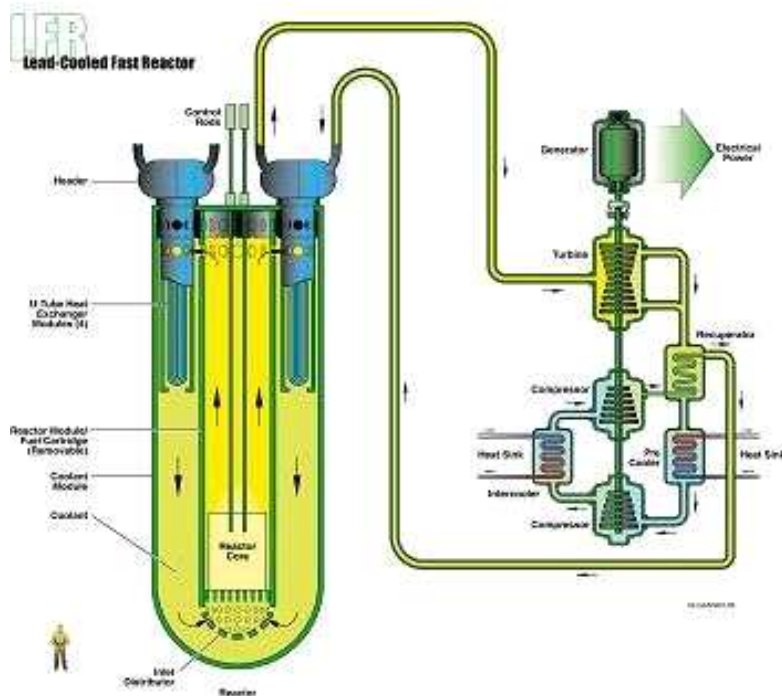 LFR
Lead-Cooled Fast Reactor
Control
Rods
Header
U Tube Heat
Exchanger
Modules (4)
Reactor Module/
Fuel Cartridge
(Removable)
Coolant
Module
Coolant
Reactor
Core
Inlet
Distributor
Reactor
Generator
Electrical
Power
Turbine
Recuperator
Compressor
Heat Sink
Pre
Cooler
Heat Sink
Intercooler
Compressor